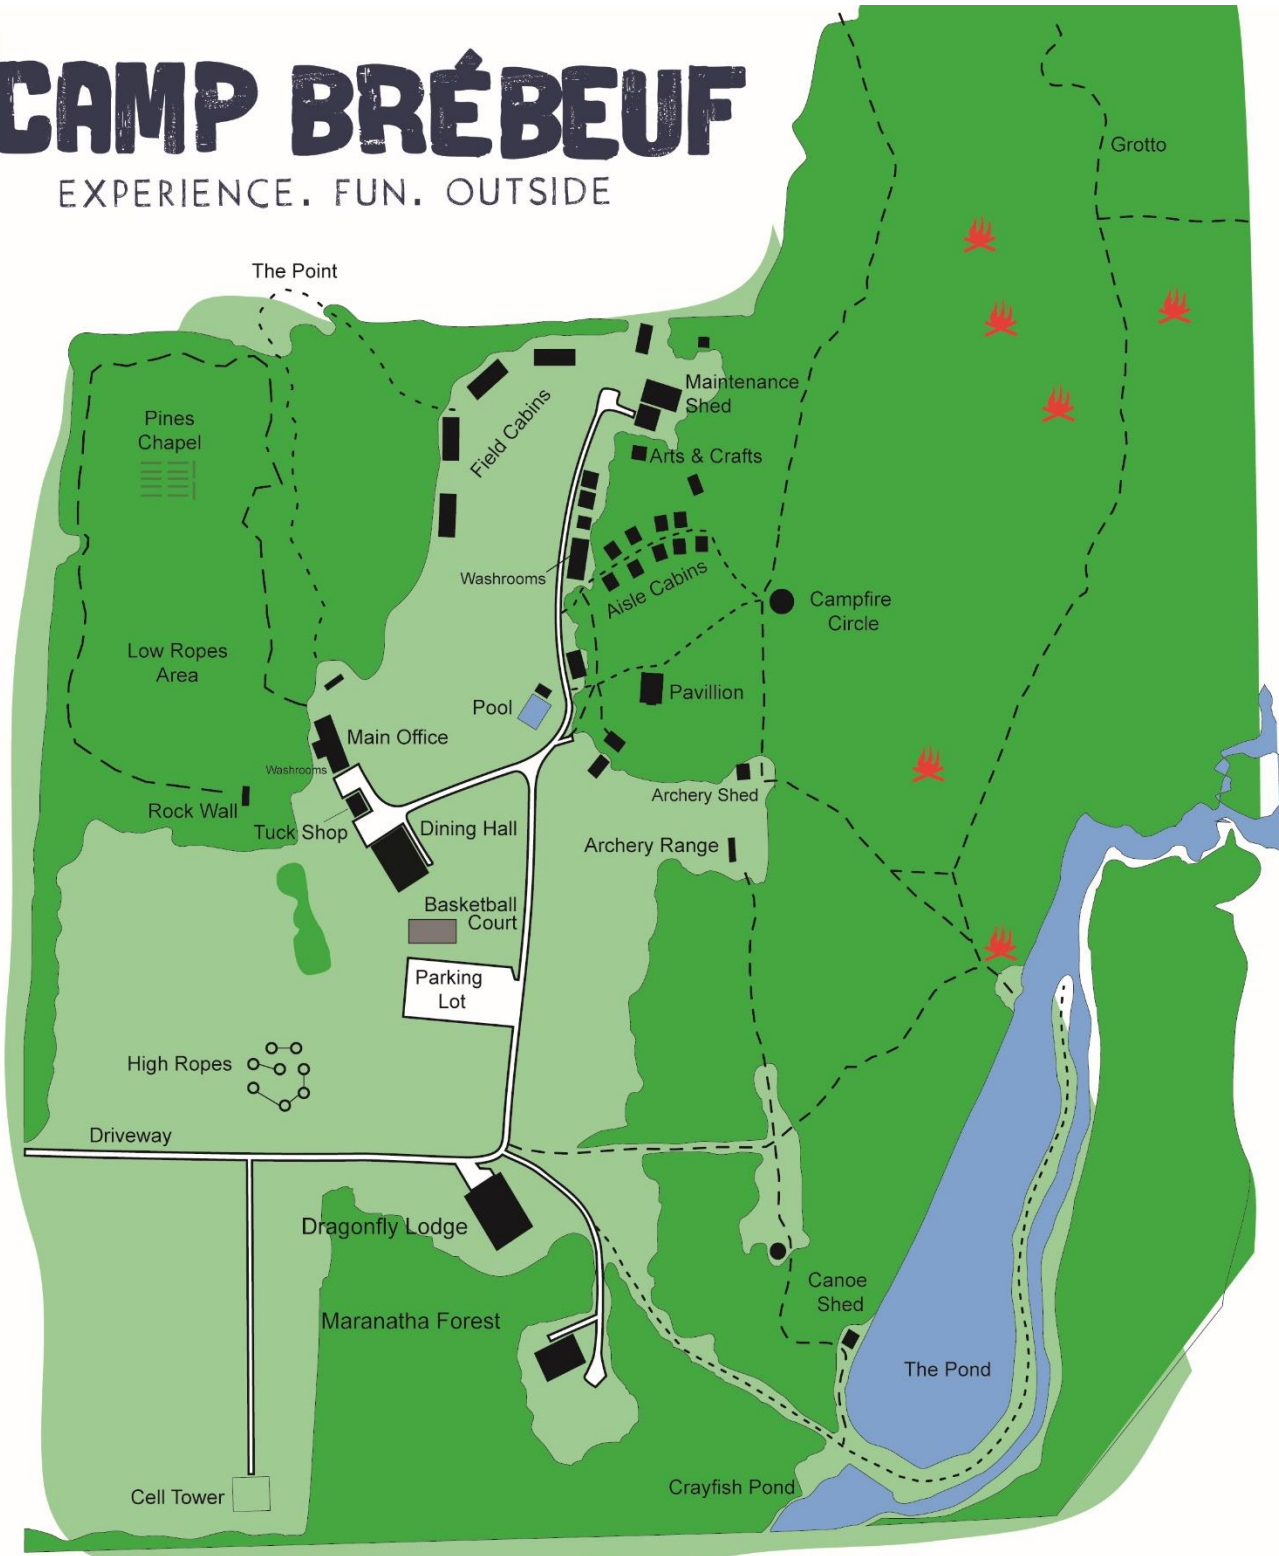 CAMP BRÉBEUF
EXPERIENCE. FUN. OUTSIDE
Grotto
The Point
Maintenance
Shed
Pines
Chapel
Field Cabins
Arts & Crafts
Washrooms
Aisle Cabins
Campfire
Circle
Low Ropes
Area
Pavillion
Pool
Main Office
Washrooms
Archery Shed
Rock Wall
Tuck Shop
Dining Hall
Archery Range
Basketball
Court
Parking
Lot
High Ropes
Driveway
Dragonfly Lodge
Canoe
Shed
Maranatha Forest
The Pond
Crayfish Pond
Cell Tower